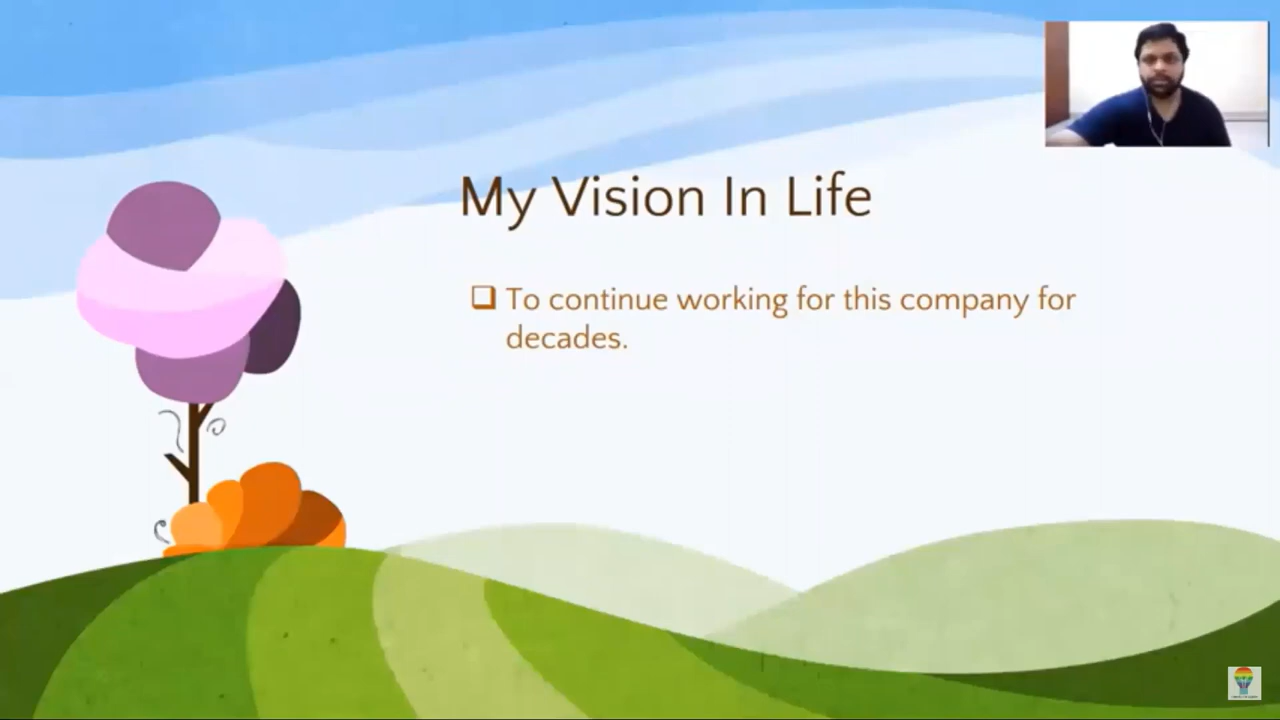 My Vision In Life
To continue working for this company for
decades.